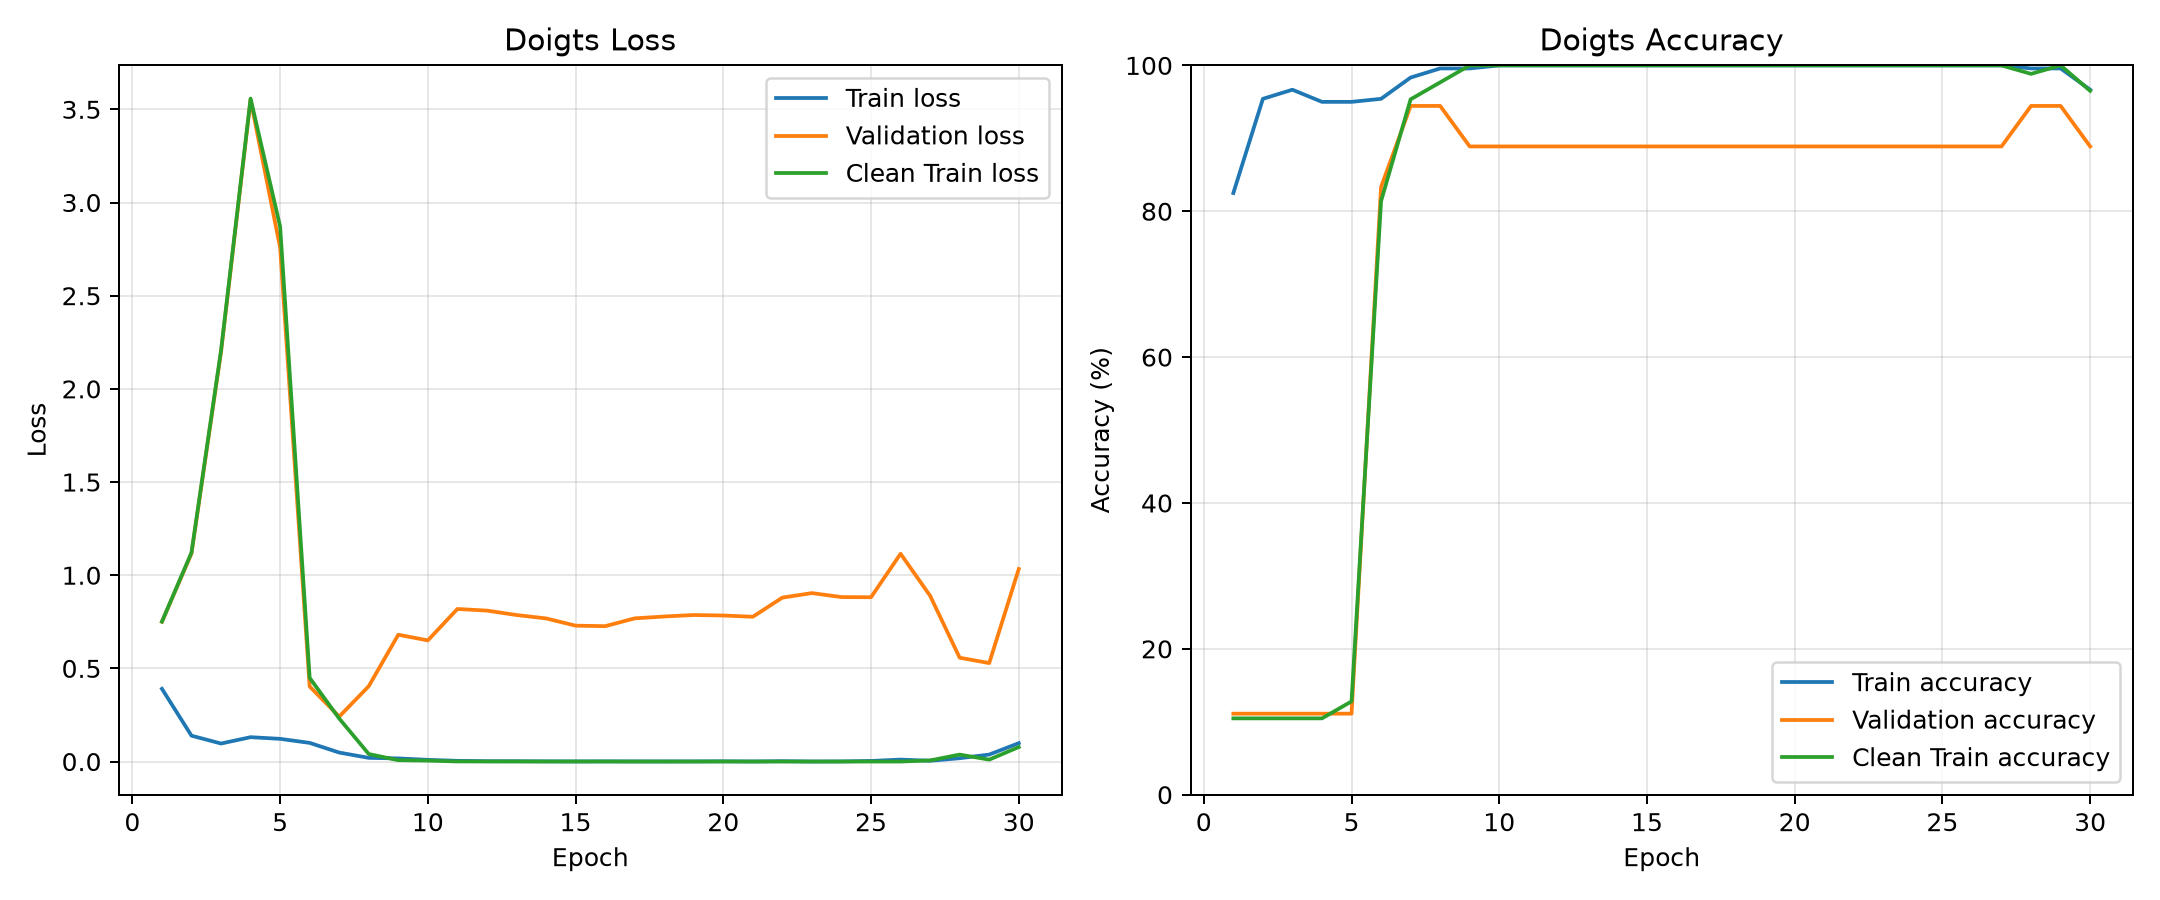 Doigts Loss
Train loss
Validation loss
Clean Train loss
3.5
3.0
2.5
2.0
1.5
1.0
0.5
0.0
Loss
0 5 10 15 20 25 30
Epoch
Doigts Accuracy
100
80
60
40
20
0
Accuracy (%)
Train accuracy
Validation accuracy
Clean Train accuracy
0 5 10 15 20 25 30
Epoch